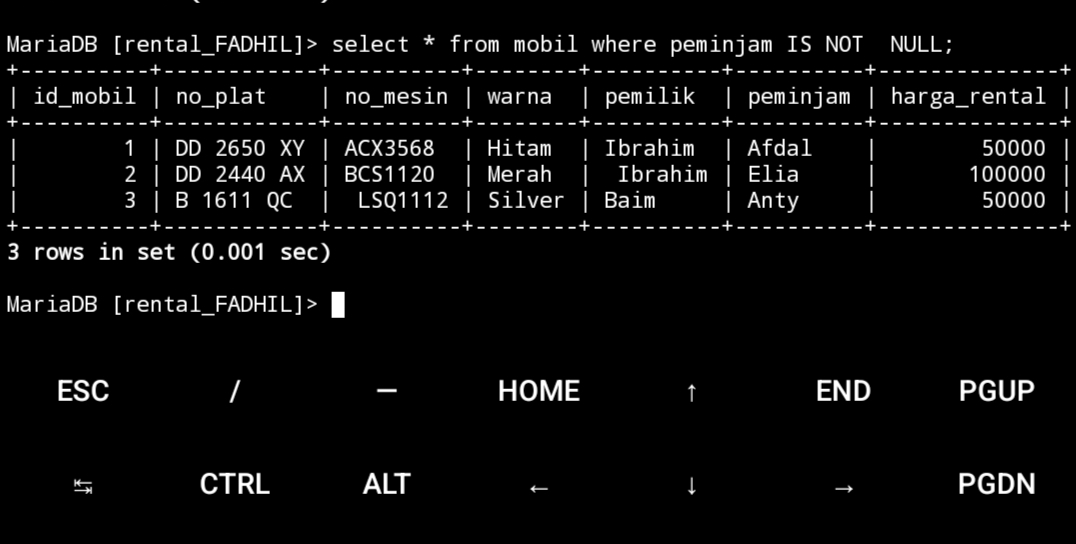 MariaDB [rental_FADHIL]> select * from mobil where peminjam IS NOT  NULL;
+----------+------------+----------+--------+----------+----------+--------------+
| id_mobil | no_plat    | no_mesin | warna  | pemilik  | peminjam | harga_rental |
+----------+------------+----------+--------+----------+----------+--------------+
|        1 | DD 2650 XY | ACX3568  | Hitam  | Ibrahim  | Afdal    |        50000 |
|        2 | DD 2440 AX | BCS1120  | Merah  |  Ibrahim | Elia     |       100000 |
|        3 | B 1611 QC  |  LSQ1112 | Silver | Baim     | Anty     |        50000 |
+----------+------------+----------+--------+----------+----------+--------------+
3 rows in set (0.001 sec)
MariaDB [rental_FADHIL]>
ESC / — HOME ↑ END PGUP
↹ CTRL ALT ← ↓ → PGDN